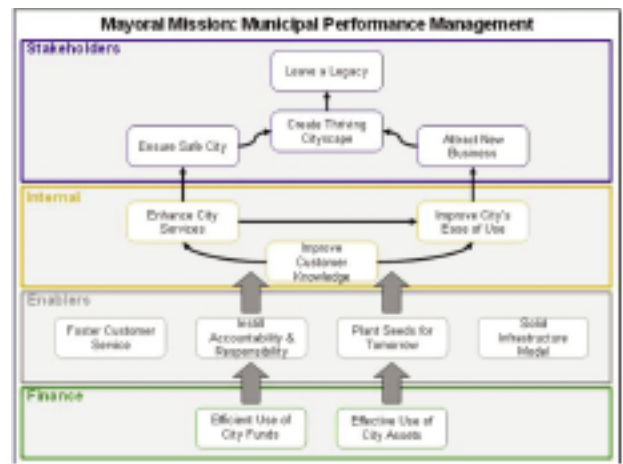 Mayoral Mission: Municipal Performance Management
Stakeholders
Leave a Legacy
Create Thriving
Cityscape
Ensure Safe City
Attract New
Business
Internal
Enhance City
Services
Improve City's
Ease of Use
Improve
Customer
Knowledge
Enablers
Foster Customer
Service
Instill
Accountability &
Responsibility
Plant Seeds for
Tomorrow
Solid
Infrastructure
Model
Finance
Efficient Use of
City Funds
Effective Use of
City Assets